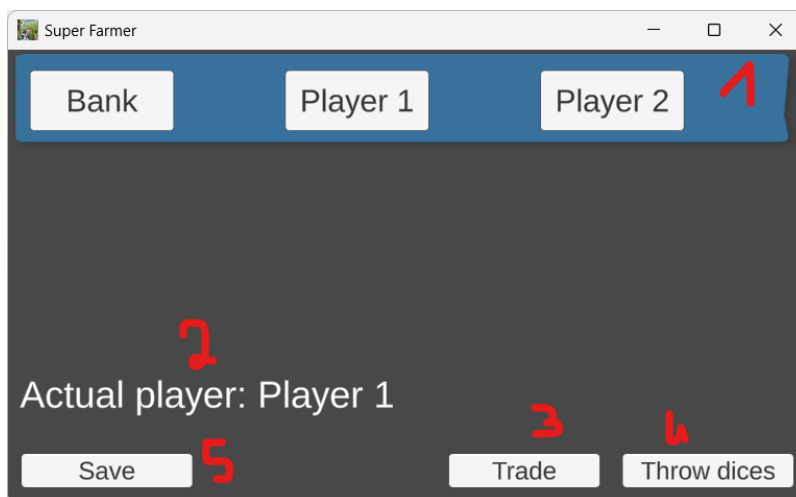 Super Farmer
Bank Player 1 Player 2 1
2
Actual player: Player 1
3 4
Save 5 Trade Throw dices